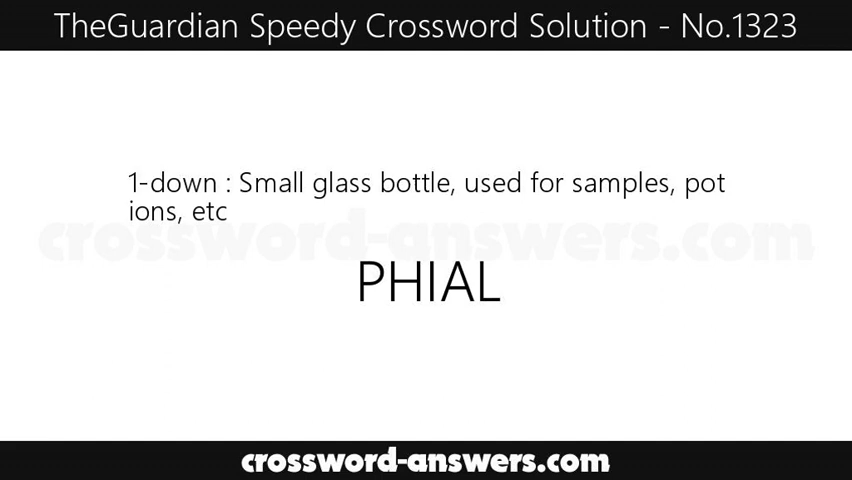 TheGuardian Speedy Crossword Solution - No.1323
1-down : Small glass bottle, used for samples, pot
ions, etc
crossword-answers.com
PHIAL
crossword-answers.com